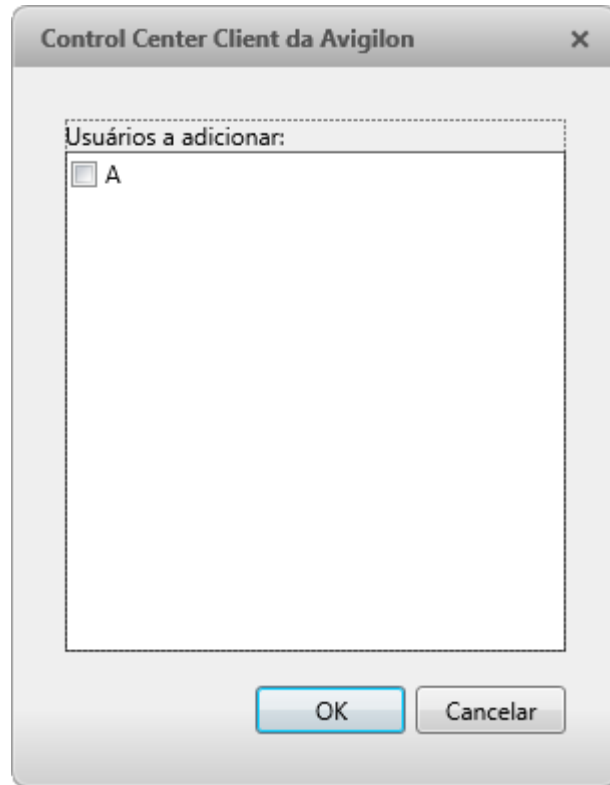 Control Center Client da Avigilon
Usuários a adicionar:
A
OK
Cancelar